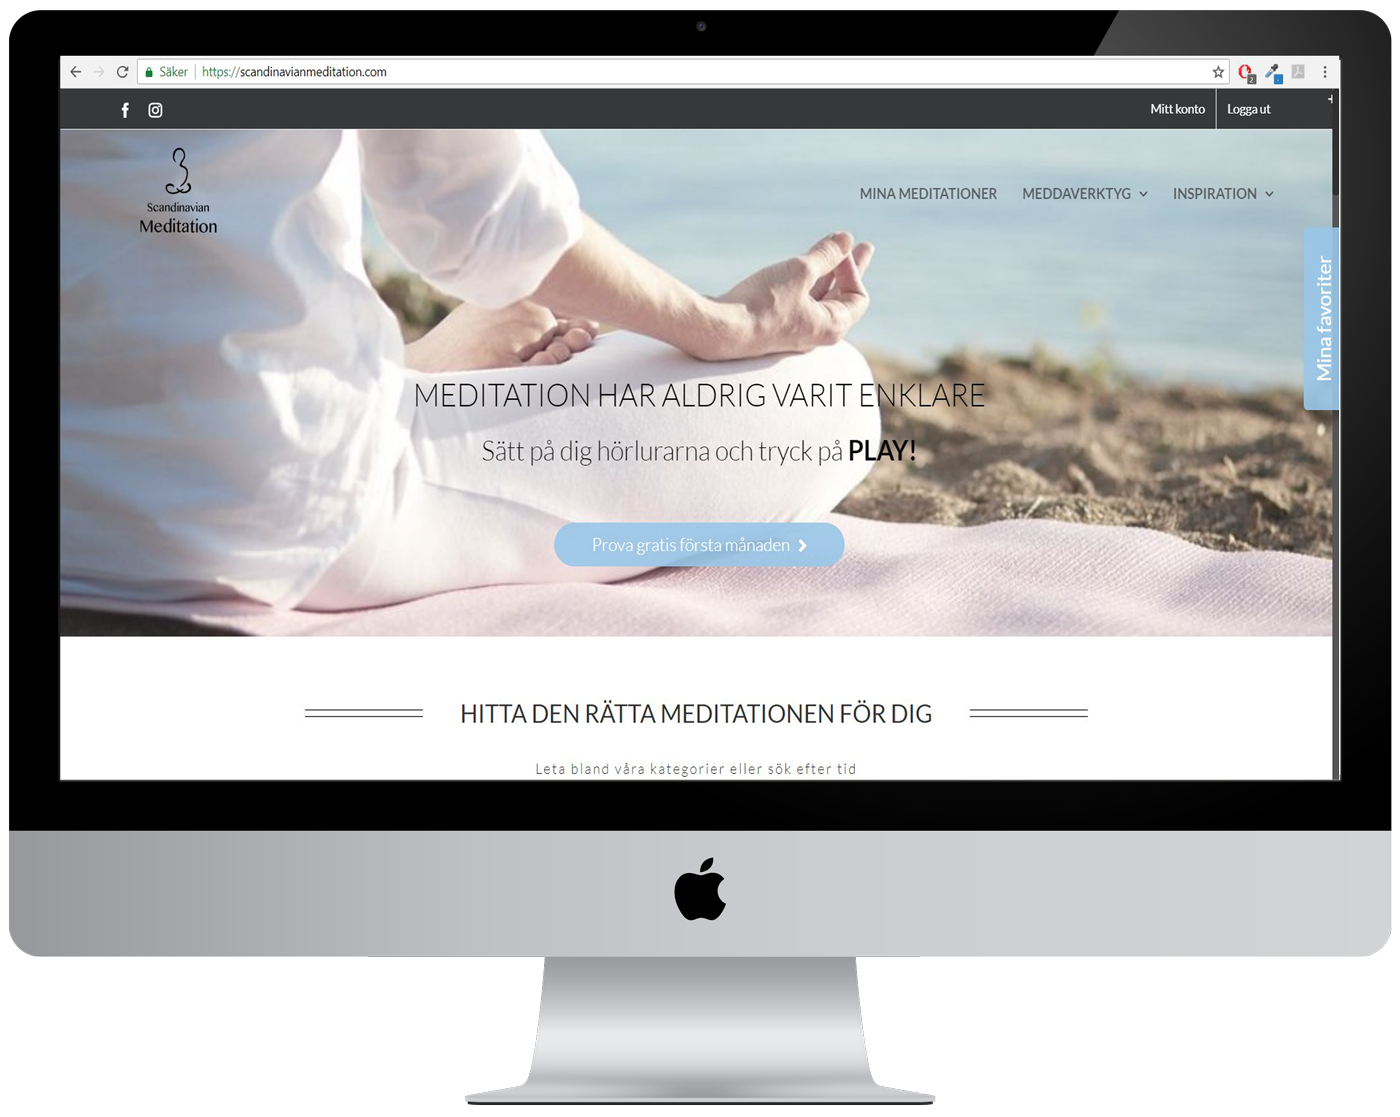 Säker
https://scandinavianmeditation.com
2
Mitt konto
Logga ut
Scandinavian
Meditation
MINA MEDITATIONER
MEDDAVERKTYG
INSPIRATION
Mina favoriter
MEDITATION HAR ALDRIG VARIT ENKLARE
Sätt på dig hörlurarna och tryck på PLAY!
Prova gratis första månaden
HITTA DEN RÄTTA MEDITATIONEN FÖR DIG
Leta bland våra kategorier eller sök efter tid